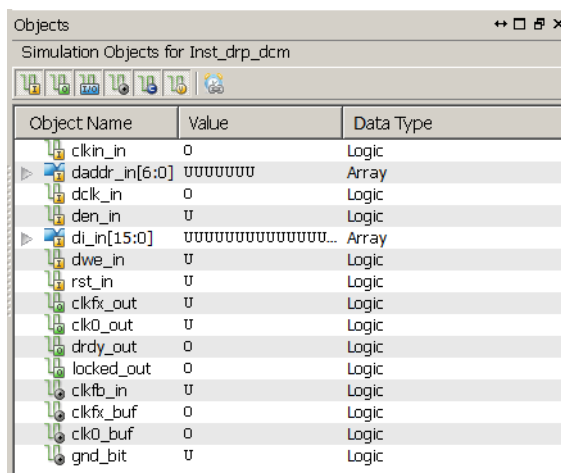 Objects
Simulation Objects for Inst_drp_dcm
Object Name Value Data Type
clkin_in 0 Logic
daddr_in[6:0] UUUUUUU Array
dclk_in 0 Logic
den_in U Logic
di_in[15:0] UUUUUUUUUUUUUU... Array
dwe_in U Logic
rst_in U Logic
clkfx_out U Logic
clk0_out U Logic
drdy_out 0 Logic
locked_out 0 Logic
clkfb_in U Logic
clkfx_buf 0 Logic
clk0_buf 0 Logic
gnd_bit U Logic